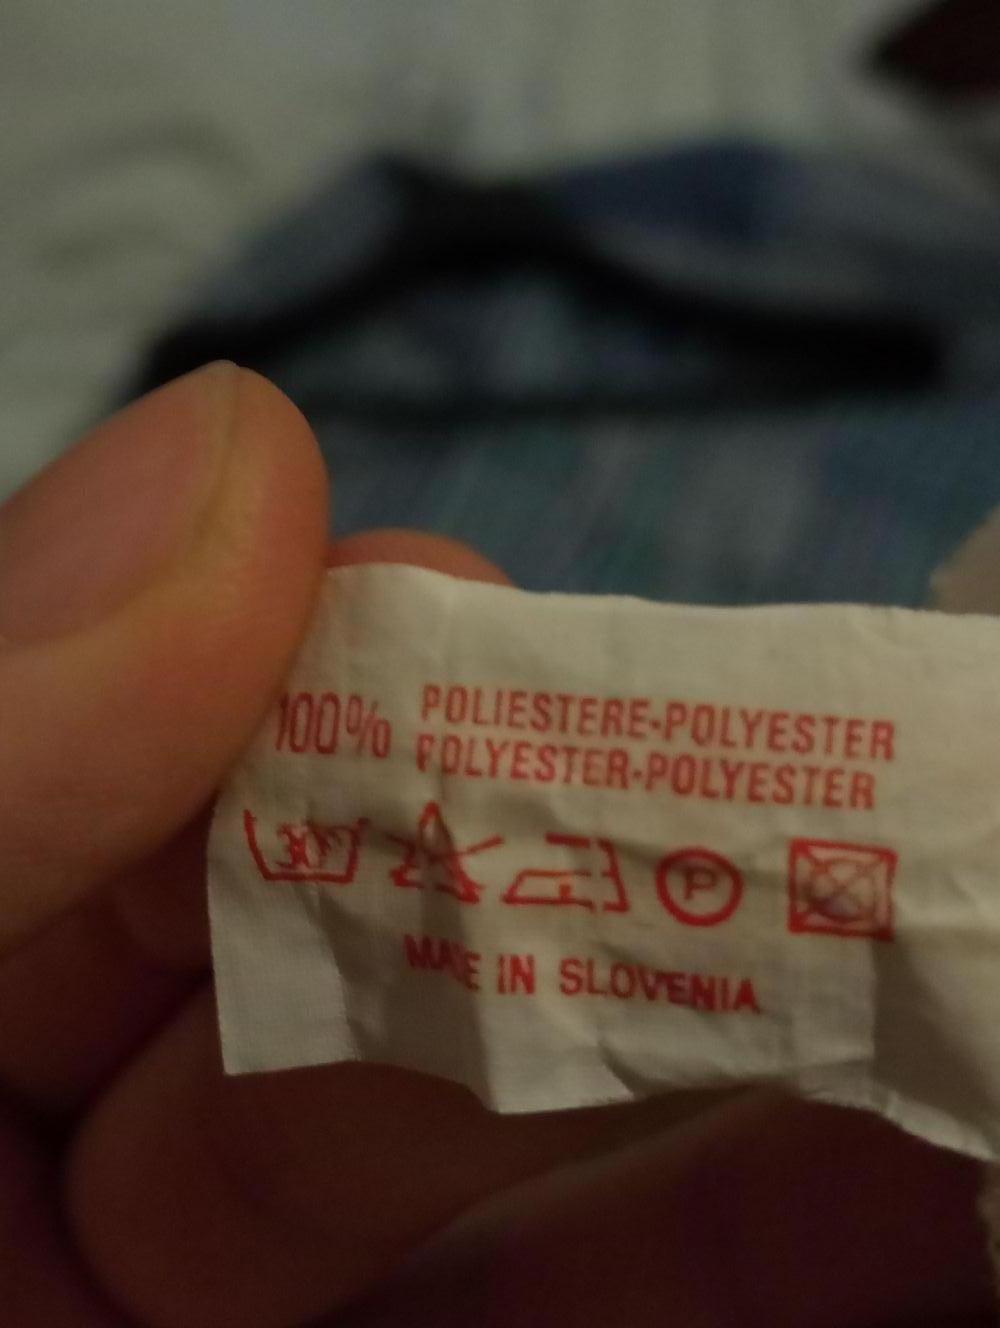 100% POLIESTERE-POLYESTER
POLYESTER-POLYESTER
30°
P
MADE IN SLOVENIA